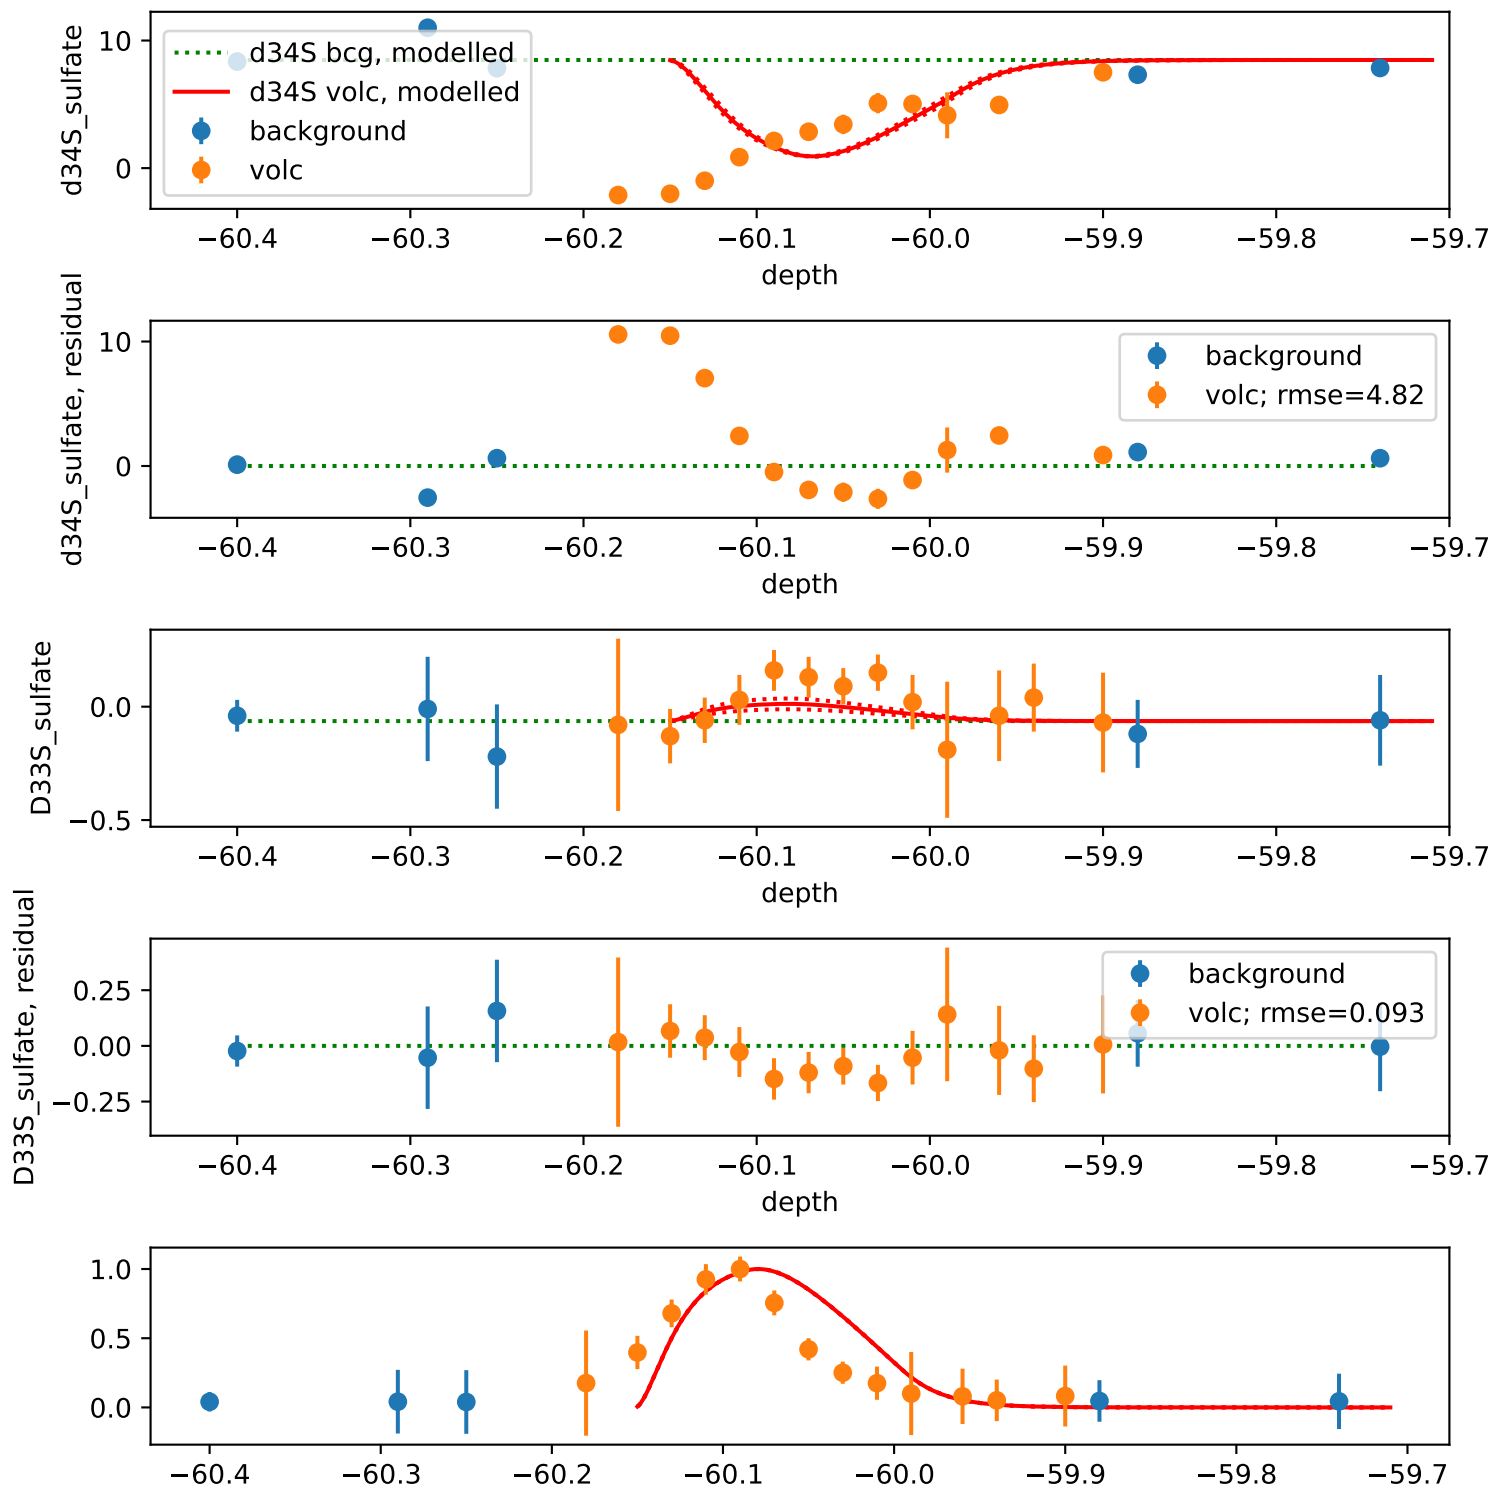 d34S_sulfate
10
0
d34S bcg, modelled
d34S volc, modelled
background
volc
−60.4 −60.3 −60.2 −60.1 −60.0 −59.9 −59.8 −59.7
depth
d34S_sulfate, residual
10
0
background
volc; rmse=4.82
−60.4 −60.3 −60.2 −60.1 −60.0 −59.9 −59.8 −59.7
depth
D33S_sulfate
0.0
−0.5
−60.4 −60.3 −60.2 −60.1 −60.0 −59.9 −59.8 −59.7
depth
D33S_sulfate, residual
0.25
0.00
−0.25
background
volc; rmse=0.093
−60.4 −60.3 −60.2 −60.1 −60.0 −59.9 −59.8 −59.7
depth
1.0
0.5
0.0
−60.4 −60.3 −60.2 −60.1 −60.0 −59.9 −59.8 −59.7